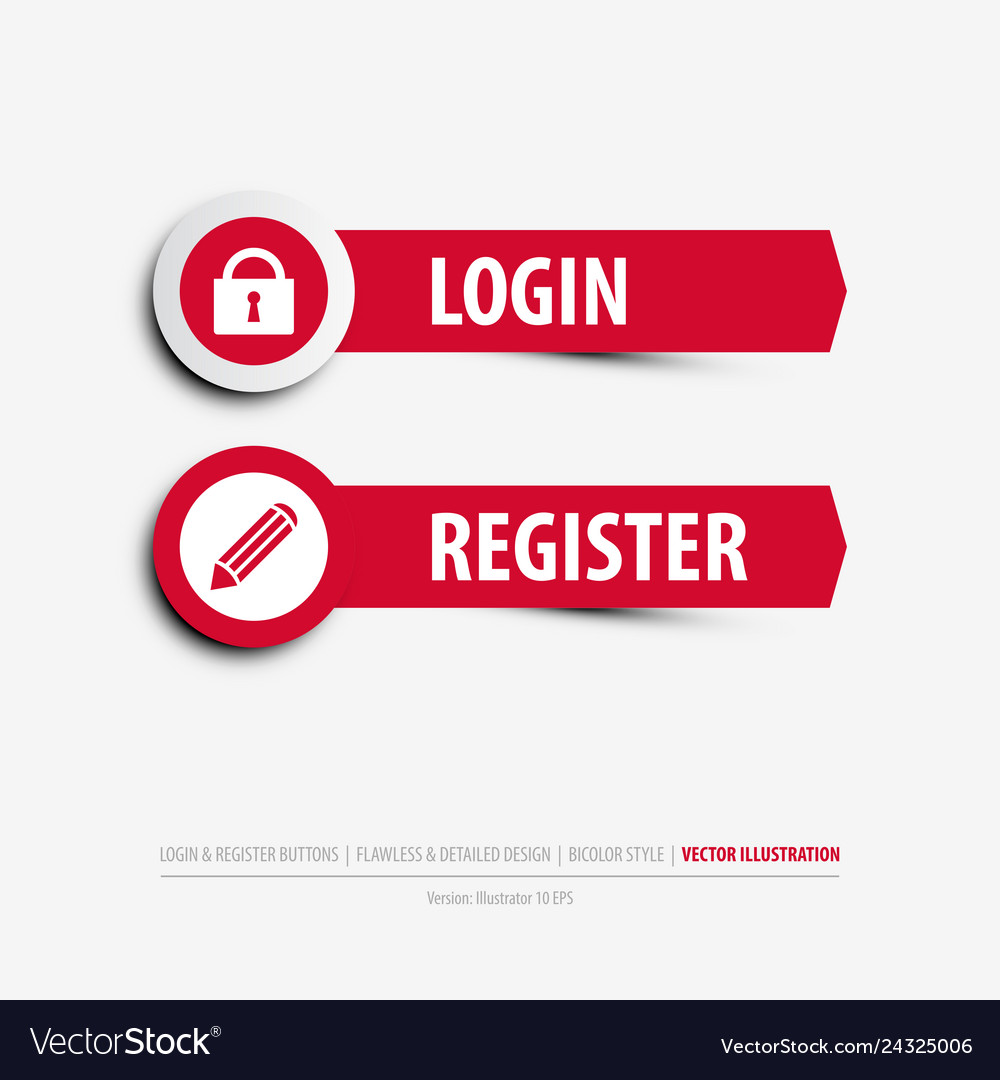 LOGIN
REGISTER
LOGIN & REGISTER BUTTONS | FLAWLESS & DETAILED DESIGN | BICOLOR STYLE | VECTOR ILLUSTRATION
Version: Illustrator 10 EPS
VectorStock® VectorStock.com/24325006